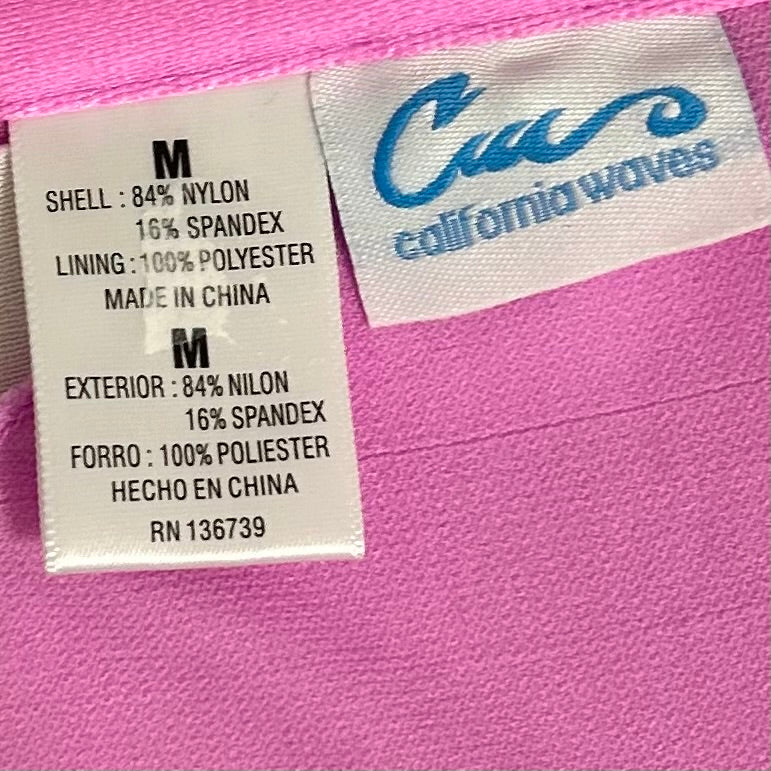 M
SHELL : 84% NYLON
16% SPANDEX
LINING : 100% POLYESTER
MADE IN CHINA
M
EXTERIOR : 84% NILON
16% SPANDEX
FORRO : 100% POLIESTER
HECHO EN CHINA
RN 136739
california waves